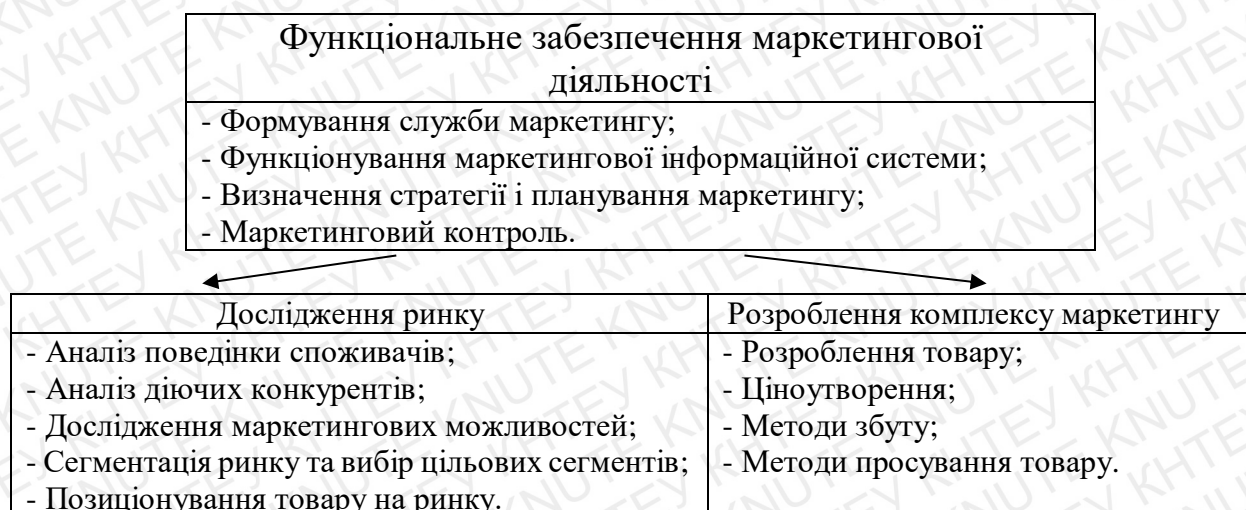 Функціональне забезпечення маркетингової
діяльності
- Формування служби маркетингу;
- Функціонування маркетингової інформаційної системи;
- Визначення стратегії і планування маркетингу;
- Маркетинговий контроль.
Дослідження ринку
- Аналіз поведінки споживачів;
- Аналіз діючих конкурентів;
- Дослідження маркетингових можливостей;
- Сегментація ринку та вибір цільових сегментів;
- Позиціонування товару на ринку.
Розроблення комплексу маркетингу
- Розроблення товару;
- Ціноутворення;
- Методи збуту;
- Методи просування товару.